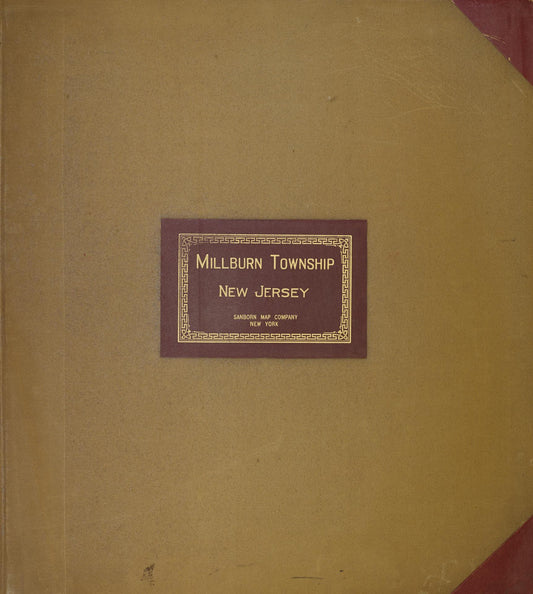 MILLBURN TOWNSHIP
NEW JERSEY
SANBORN MAP COMPANY
NEW YORK